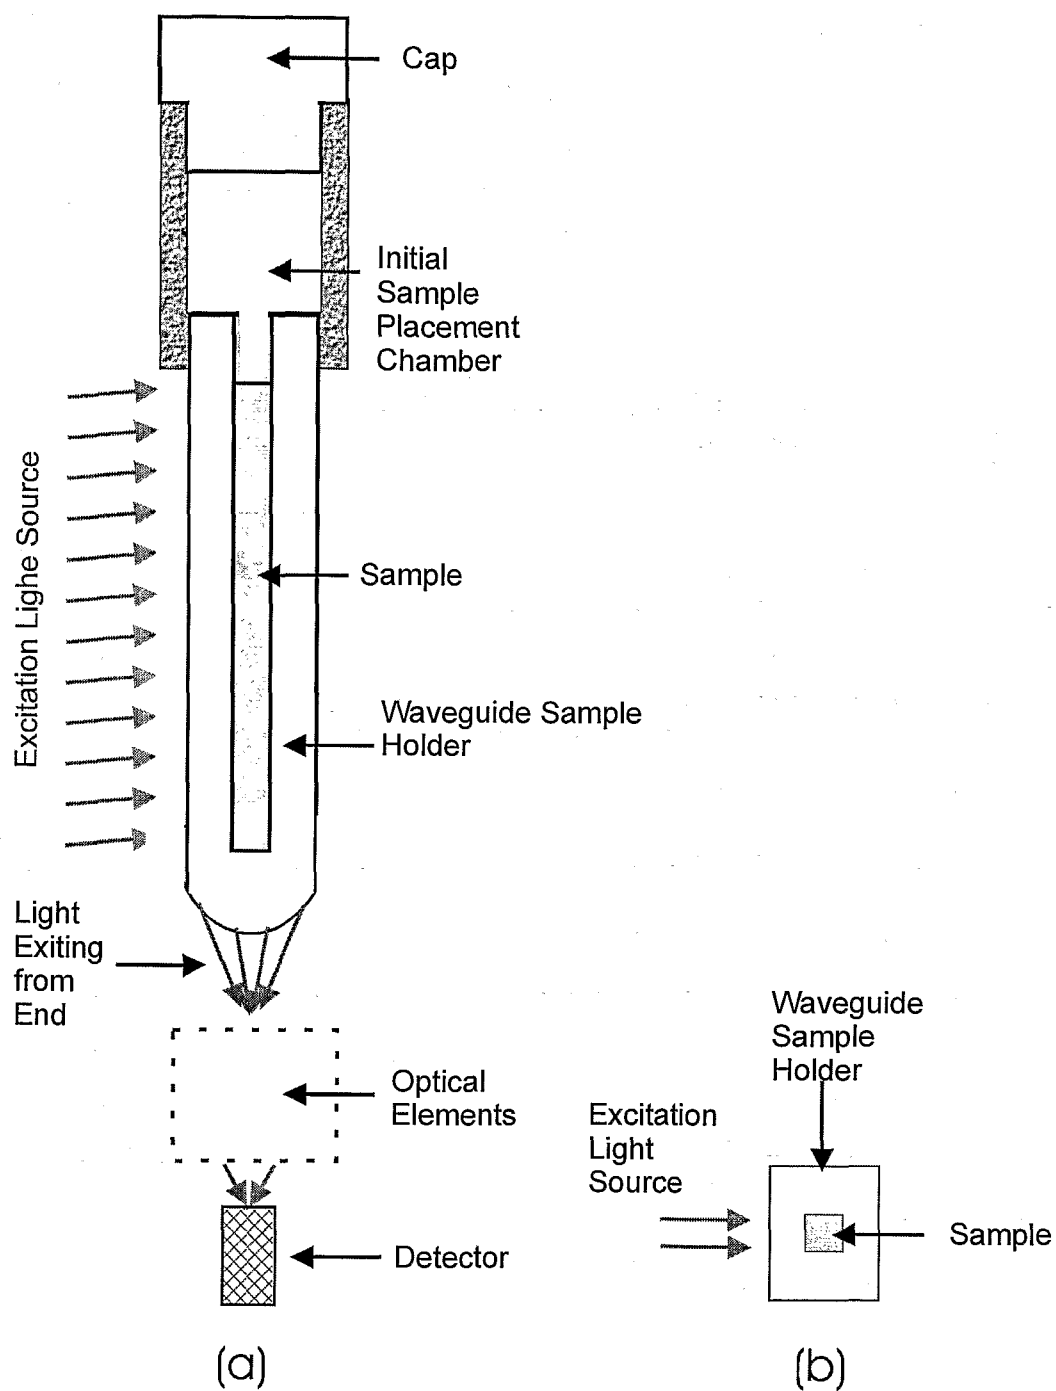 Cap
Initial
Sample
Placement
Chamber
Excitation Lighe Source
Sample
Waveguide Sample
Holder
Light
Exiting
from
End
Optical
Elements
Detector
(a)
Waveguide
Sample
Holder
Excitation
Light
Source
Sample
(b)